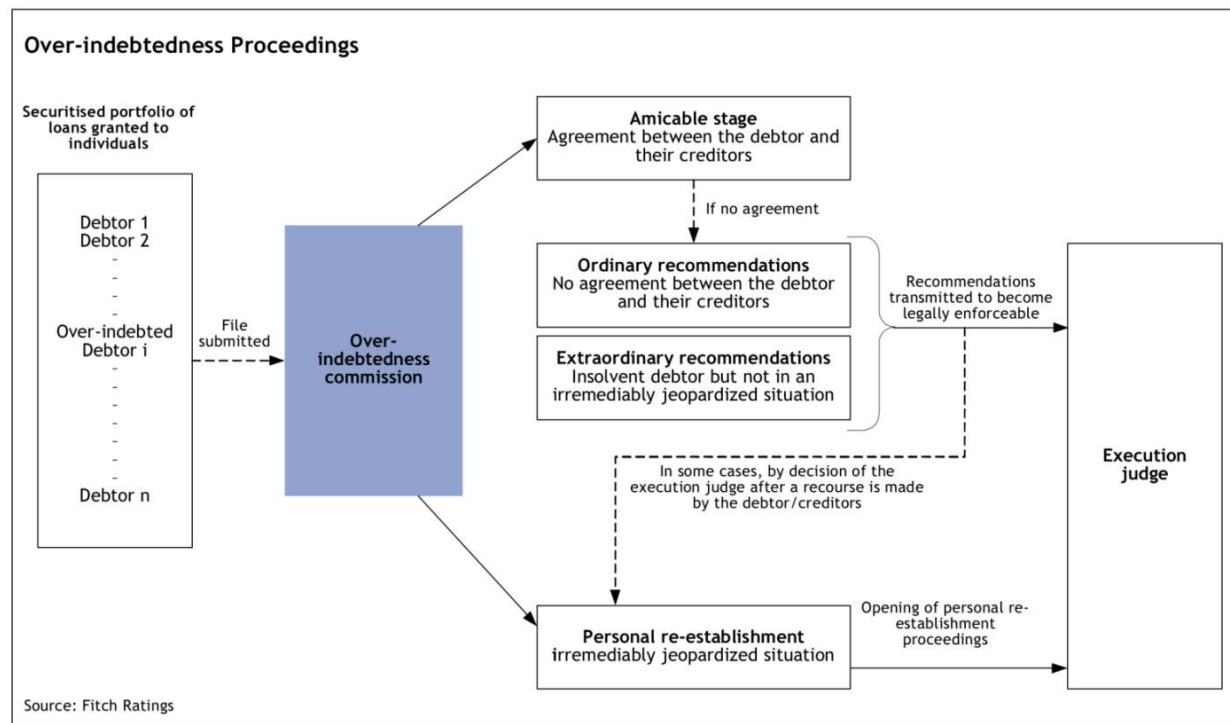 Over-indebtedness Proceedings
Securitised portfolio of
loans granted to
individuals
Debtor 1
Debtor 2
-
-
-
-
Over-indebted
Debtor i
-
-
-
-
-
-
-
Debtor n
File
submitted
Over-
indebtedness
commission
Amicable stage
Agreement between the debtor and
their creditors
If no agreement
Ordinary recommendations
No agreement between the debtor
and their creditors
Extraordinary recommendations
Insolvent debtor but not in an
irremediably jeopardized situation
Recommendations
transmitted to become
legally enforceable
In some cases, by decision of the
execution judge after a recourse is made
by the debtor/creditors
Personal re-establishment
irremediably jeopardized situation
Opening of personal re-
establishment
proceedings
Execution
judge
Source: Fitch Ratings